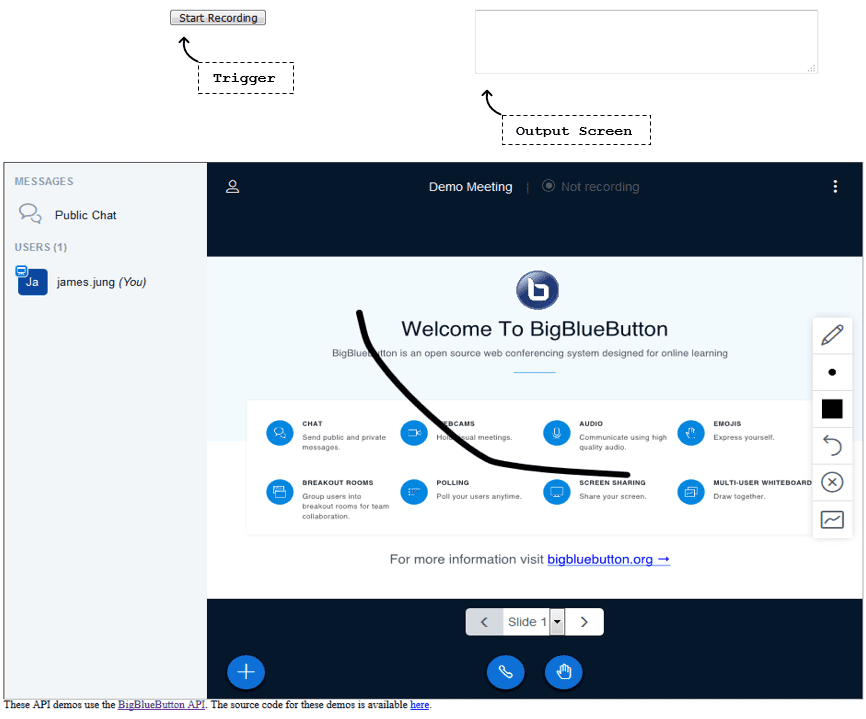 Start Recording
Trigger
Output Screen
MESSAGES
Public Chat
USERS (1)
Ja
james.jung (You)
Demo Meeting | Not recording
b
Welcome To BigBlueButton
BigBlueButton is an open source web conferencing system designed for online learning
CHAT
Send public and private
messages.
WEBCAMS
Hold visual meetings.
AUDIO
Communicate using high
quality audio.
EMOJIS
Express yourself.
BREAKOUT ROOMS
Group users into
breakout rooms for team
collaboration.
POLLING
Poll your users anytime.
SCREEN SHARING
Share your screen.
MULTI-USER WHITEBOARD
Draw together.
For more information visit bigbluebutton.org →
Slide 1
These API demos use the BigBlueButton API. The source code for these demos is available here.